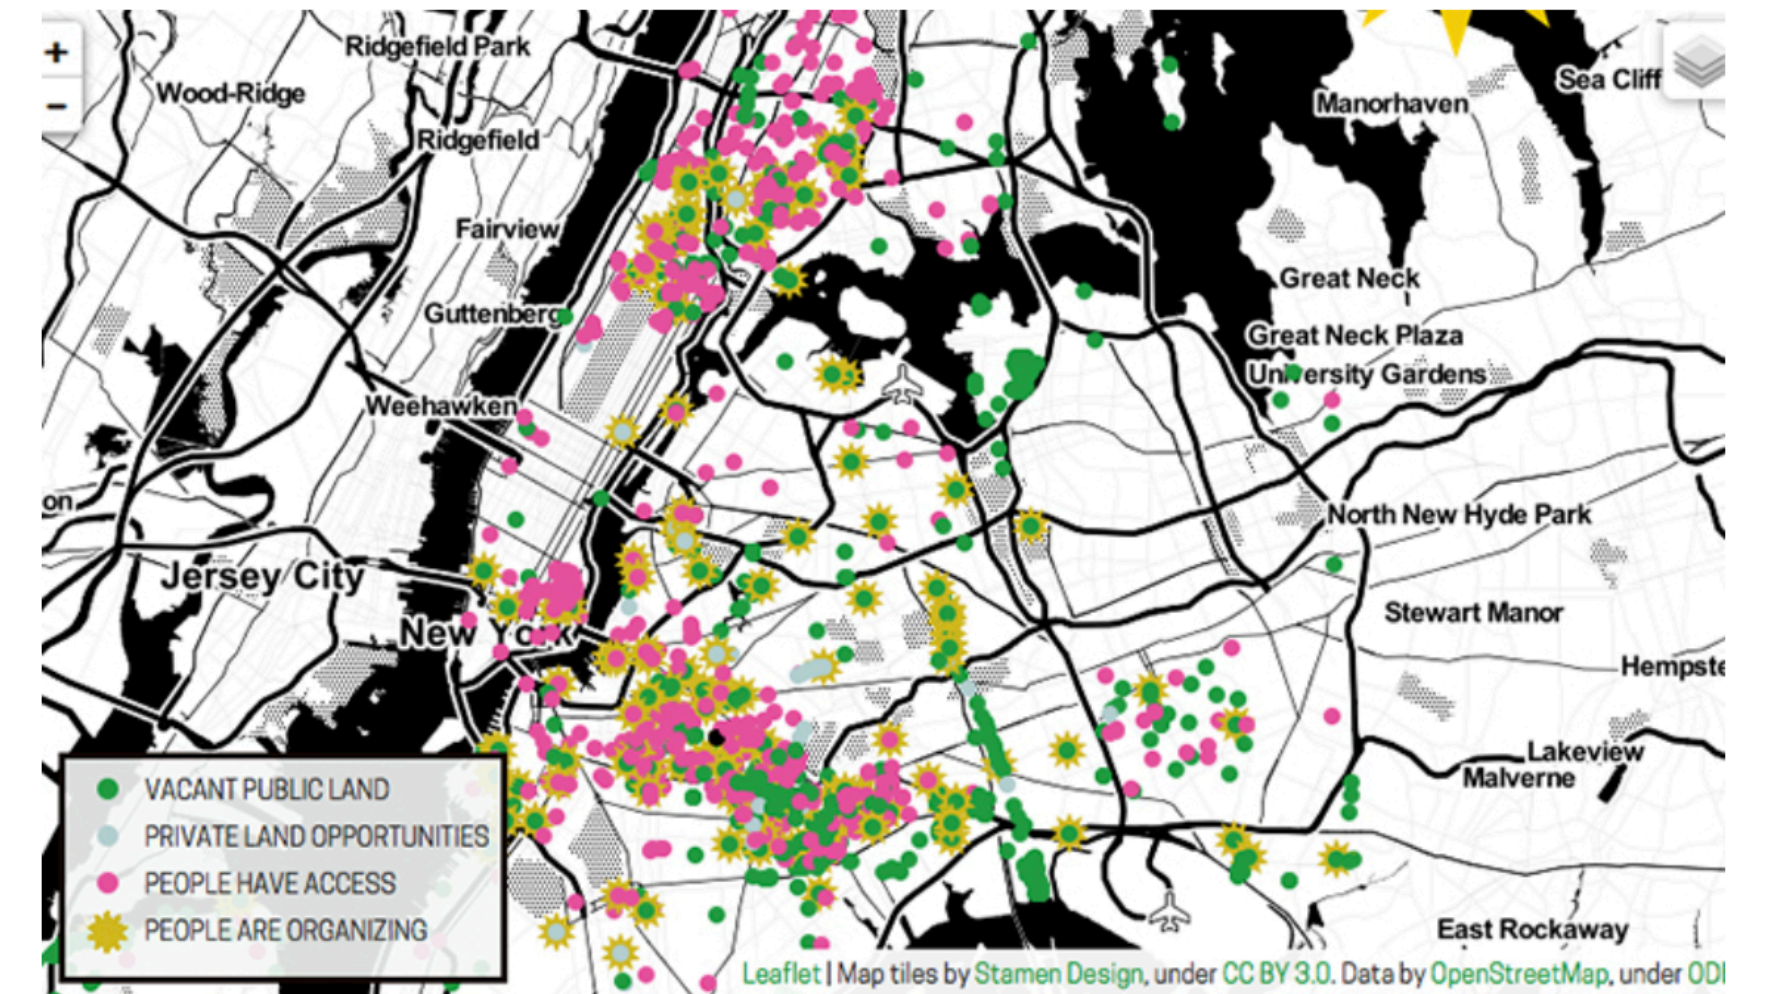 +
Ridgefield Park
Wood-Ridge
Sea Cliff
Manorhaven
−
Ridgefield
Fairview
Great Neck
Guttenberg
Great Neck Plaza
University Gardens
Weehawken
on
North New Hyde Park
Jersey City
Stewart Manor
New York
Hempste
Lakeview
Malverne
VACANT PUBLIC LAND
PRIVATE LAND OPPORTUNITIES
PEOPLE HAVE ACCESS
PEOPLE ARE ORGANIZING
East Rockaway
Leaflet | Map tiles by Stamen Design, under CC BY 3.0. Data by OpenStreetMap, under OD